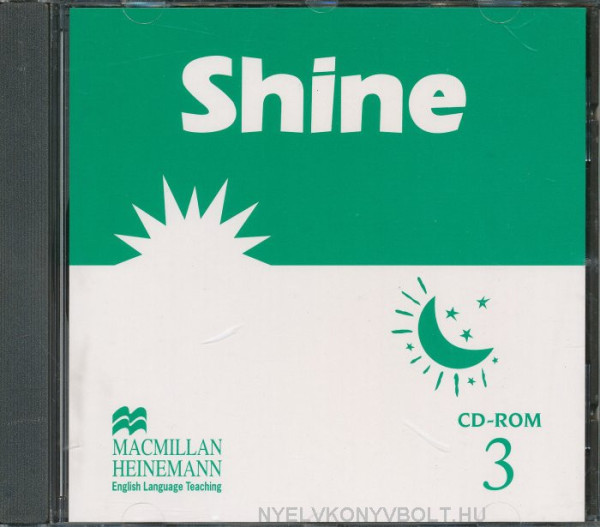 Shine
CD-ROM
3
MACMILLAN
HEINEMANN
English Language Teaching
NYELVKONYVBOLT.HU